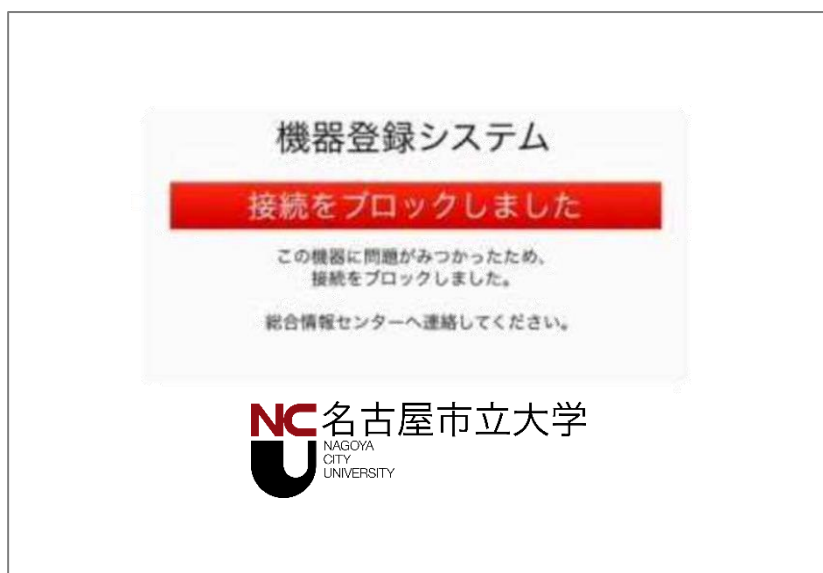 機器登録システム
接続をブロックしました
この機器に問題がみつかったため、
接続をブロックしました。
総合情報センターへ連絡してください。
NCU 名古屋市立大学
NAGOYA
CITY
UNIVERSITY